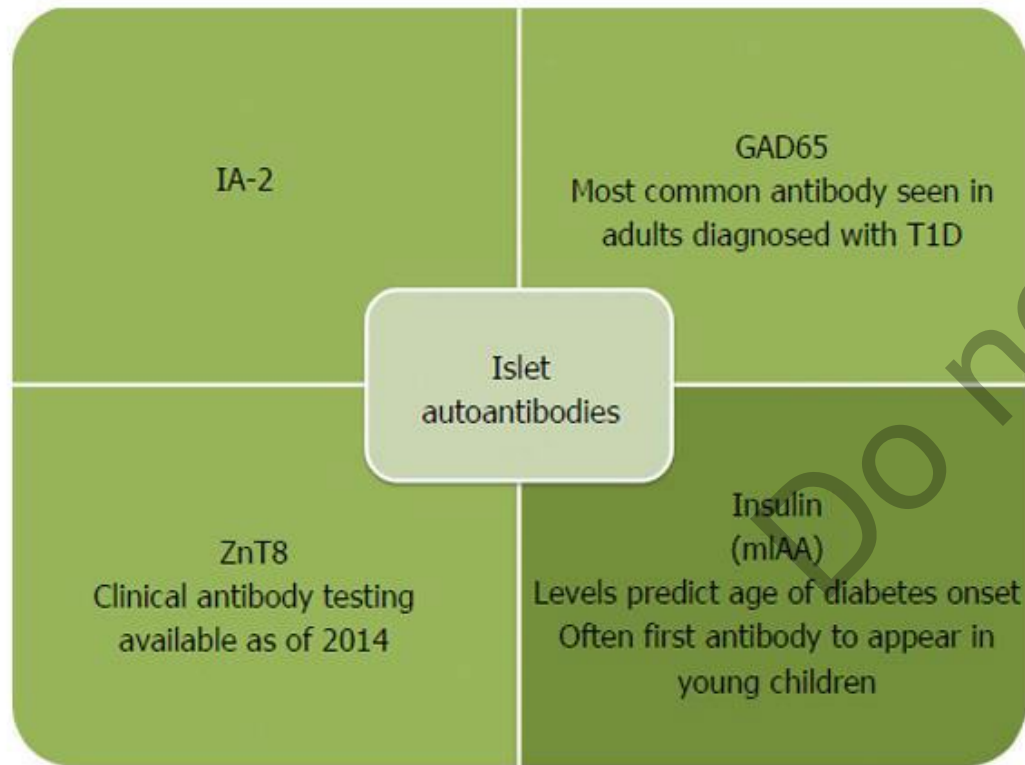 IA-2
GAD65
Most common antibody seen in
adults diagnosed with T1D
Islet
autoantibodies
ZnT8
Clinical antibody testing
available as of 2014
Insulin
(mIAA)
Levels predict age of diabetes onset
Often first antibody to appear in
young children
Do